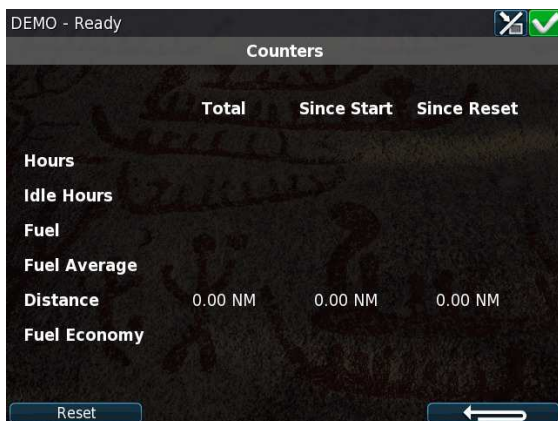 DEMO - Ready
Counters
Total Since Start Since Reset
Hours
Idle Hours
Fuel
Fuel Average
Distance 0.00 NM 0.00 NM 0.00 NM
Fuel Economy
Reset